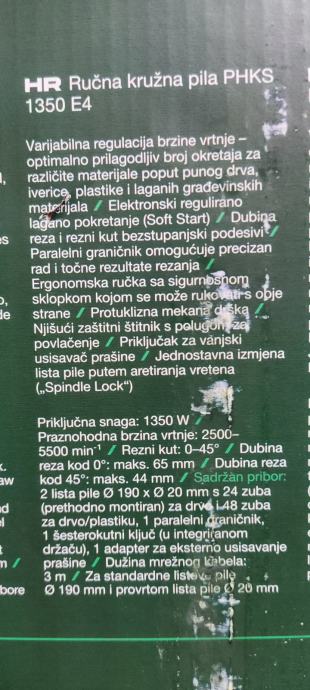 HR Ručna kružna pila PHKS
1350 E4
Varijabilna regulacija brzine vrtnje –
optimalno prilagodljiv broj okretaja za
različite materijale poput punog drva,
iverice, plastike i laganih građevinskih
materijala / Elektronski regulirano
lagano pokretanje (Soft Start) / Dubina
reza i rezni kut bezstupanjski podesivi /
Paralelni graničnik omogućuje precizan
rad i točne rezultate rezanja /
Ergonomska ručka sa sigurnosnom
sklopkom kojom se može rukovati s obje
strane / Protuklizna mekana drška /
Njišući zaštitni štitnik s polugom za
povlačenje / Priključak za vanjski
usisavač prašine / Jednostavna izmjena
lista pile putem aretiranja vretena
(„Spindle Lock“)
Priključna snaga: 1350 W /
Praznohodna brzina vrtnje: 2500–
5500 min⁻¹ / Rezni kut: 0–45° / Dubina
reza kod 0°: maks. 65 mm / Dubina reza
kod 45°: maks. 44 mm / Sadržan pribor:
2 lista pile Ø 190 x Ø 20 mm s 24 zuba
(prethodno montiran) za drvo i 48 zuba
za drvo/plastiku, 1 paralelni graničnik,
1 šesterokutni ključ (u integriranom
držaču), 1 adapter za eksterno usisavanje
prašine / Dužina mrežnog kabela:
3 m / Za standardne listove pile
Ø 190 mm i provrtom lista pile Ø 20 mm